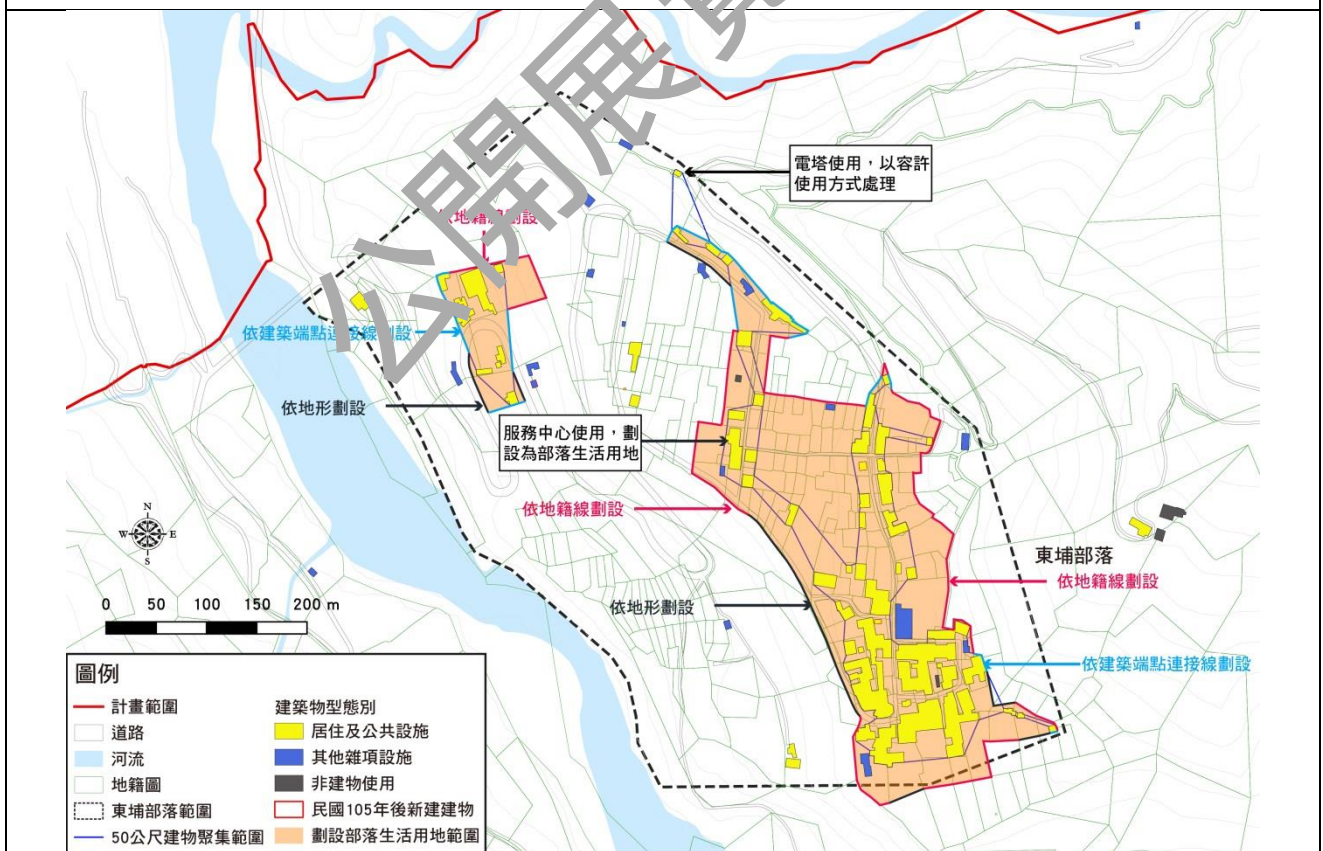 公開展覽
電塔使用，以容許
使用方式處理
依地籍線劃設
依建築端點連接線劃設
依地形劃設
服務中心使用，劃
設為部落生活用地
依地籍線劃設
東埔部落
依地籍線劃設
依地形劃設
依建築端點連接線劃設
N
W E
S
0 50 100 150 200 m
圖例
計畫範圍
道路
河流
地籍圖
東埔部落範圍
50公尺建物聚集範圍
建築物型態別
居住及公共設施
其他雜項設施
非建物使用
民國105年後新建建物
劃設部落生活用地範圍